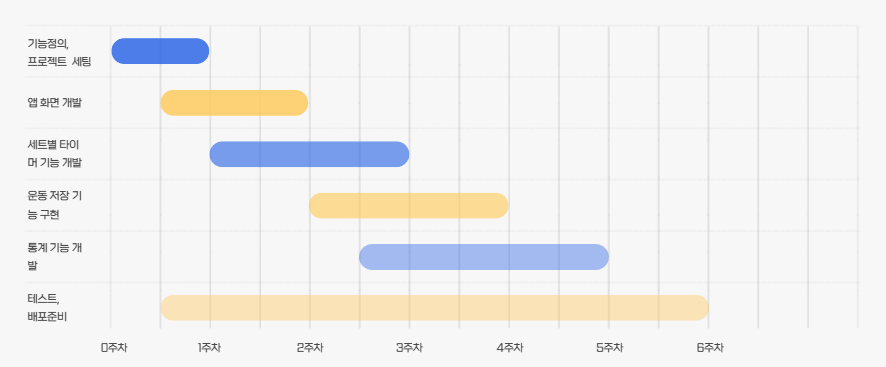 기능정의,
프로젝트 세팅
앱 화면 개발
세트별 타이
머 기능 개발
운동 저장 기
능 구현
통계 기능 개
발
테스트,
배포준비
0주차 1주차 2주차 3주차 4주차 5주차 6주차